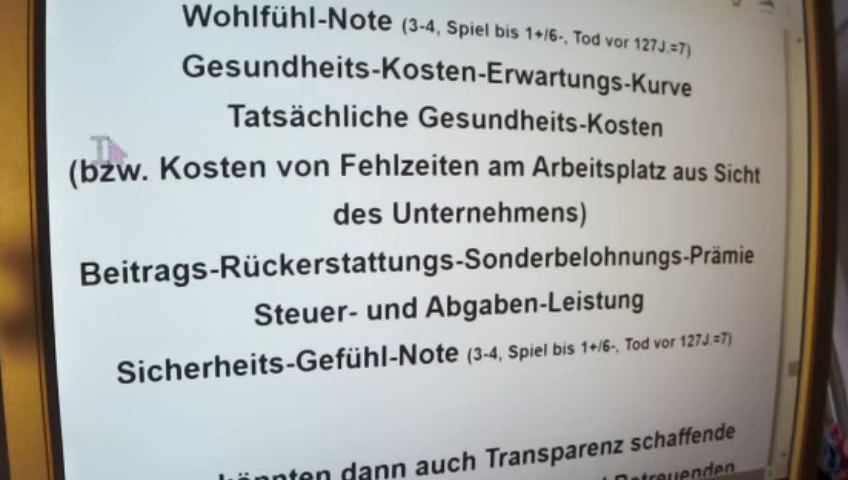 Wohlfühl-Note (3-4, Spiel bis 1+/6-, Tod vor 127J.=7)
Gesundheits-Kosten-Erwartungs-Kurve
Tatsächliche Gesundheits-Kosten
(bzw. Kosten von Fehlzeiten am Arbeitsplatz aus Sicht
des Unternehmens)
Beitrags-Rückerstattungs-Sonderbelohnungs-Prämie
Steuer- und Abgaben-Leistung
Sicherheits-Gefühl-Note (3-4, Spiel bis 1+/6-, Tod vor 127J.=7)
könnten dann auch Transparenz schaffende
Betreuenden